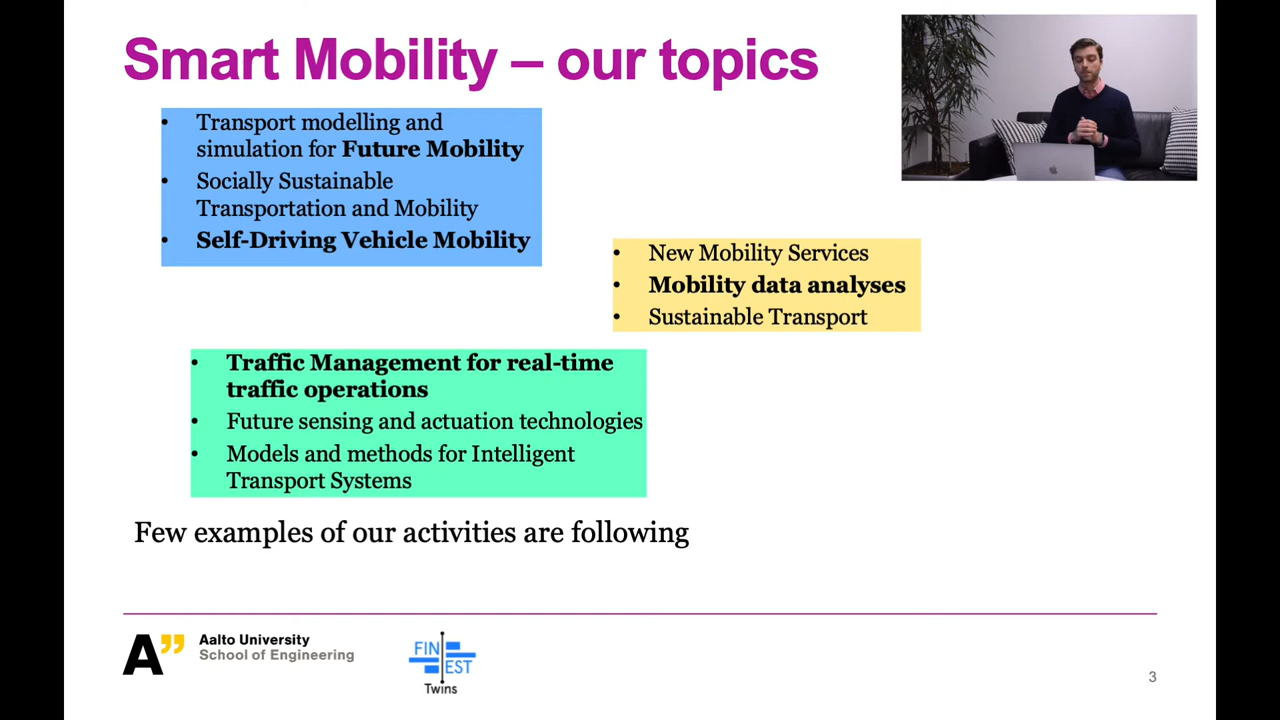 Smart Mobility – our topics
• Transport modelling and
simulation for Future Mobility
• Socially Sustainable
Transportation and Mobility
• Self-Driving Vehicle Mobility
• New Mobility Services
• Mobility data analyses
• Sustainable Transport
• Traffic Management for real-time
traffic operations
• Future sensing and actuation technologies
• Models and methods for Intelligent
Transport Systems
Few examples of our activities are following
A”
Aalto University
School of Engineering
FIN
EST
Twins
3